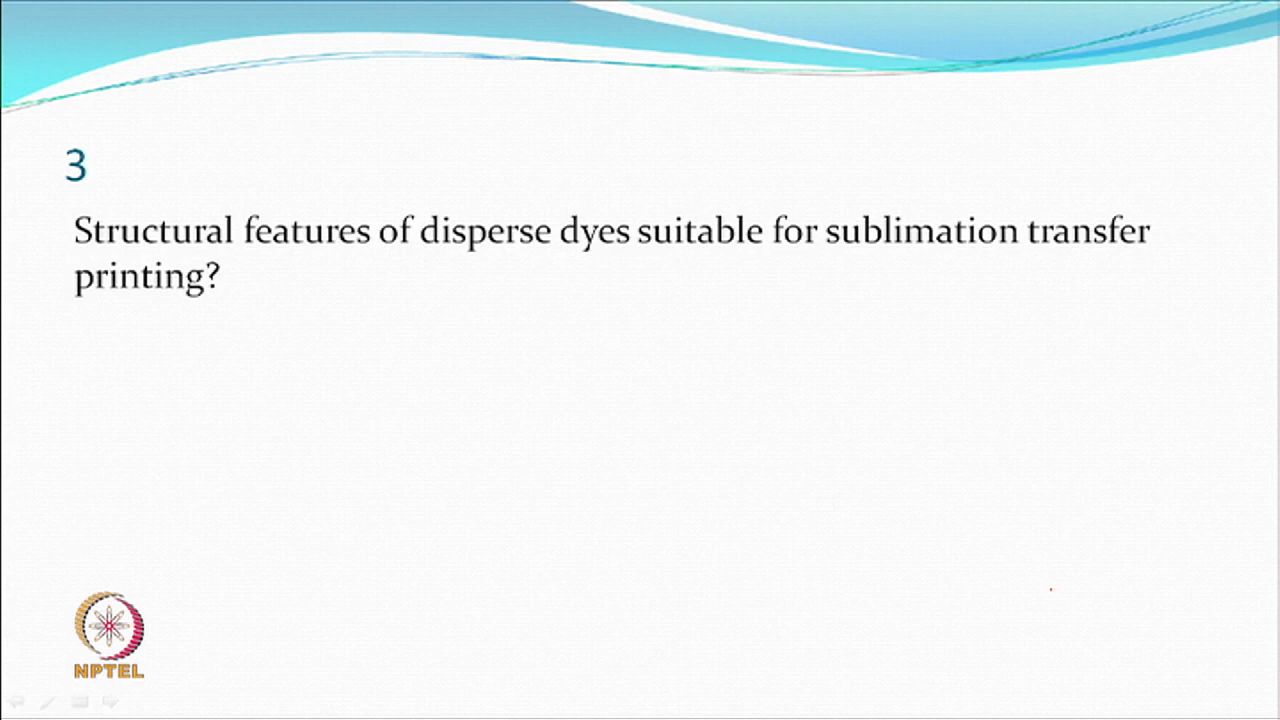 3
Structural features of disperse dyes suitable for sublimation transfer
printing?
NPTEL